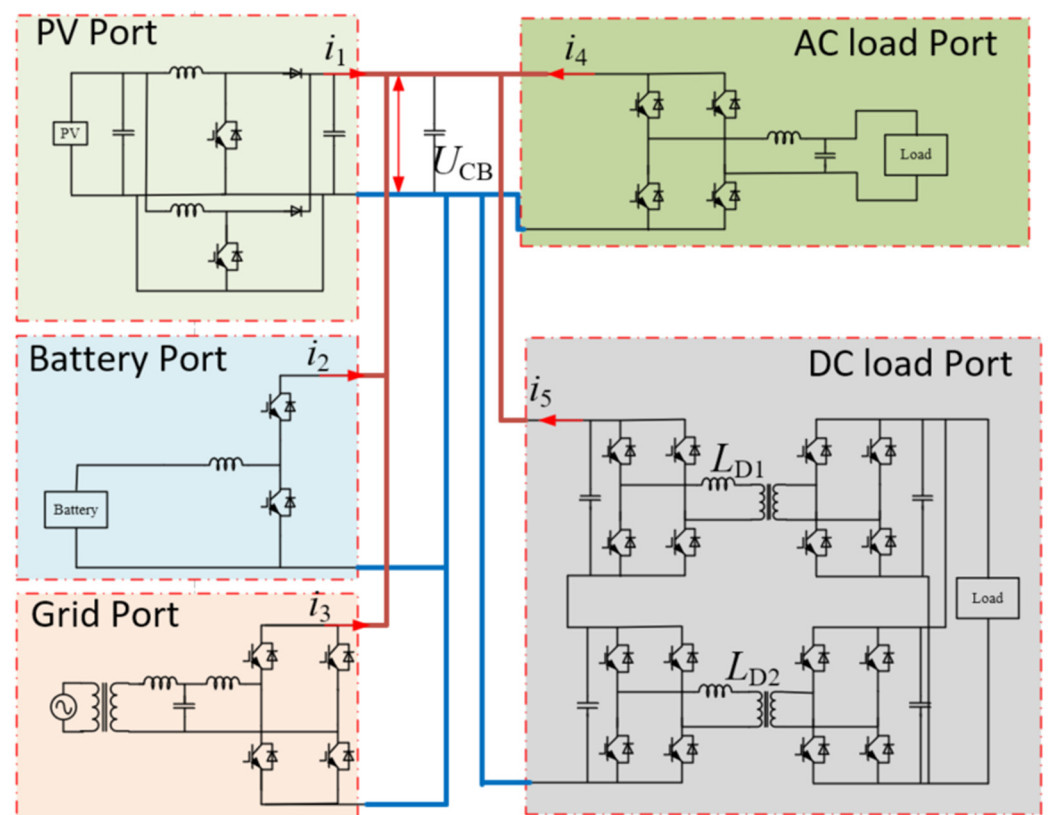 PV Port
i1
PV
UCB
i4
AC load Port
Load
Battery Port
i2
Battery
Grid Port
i3
DC load Port
i5
LD1
Load
LD2